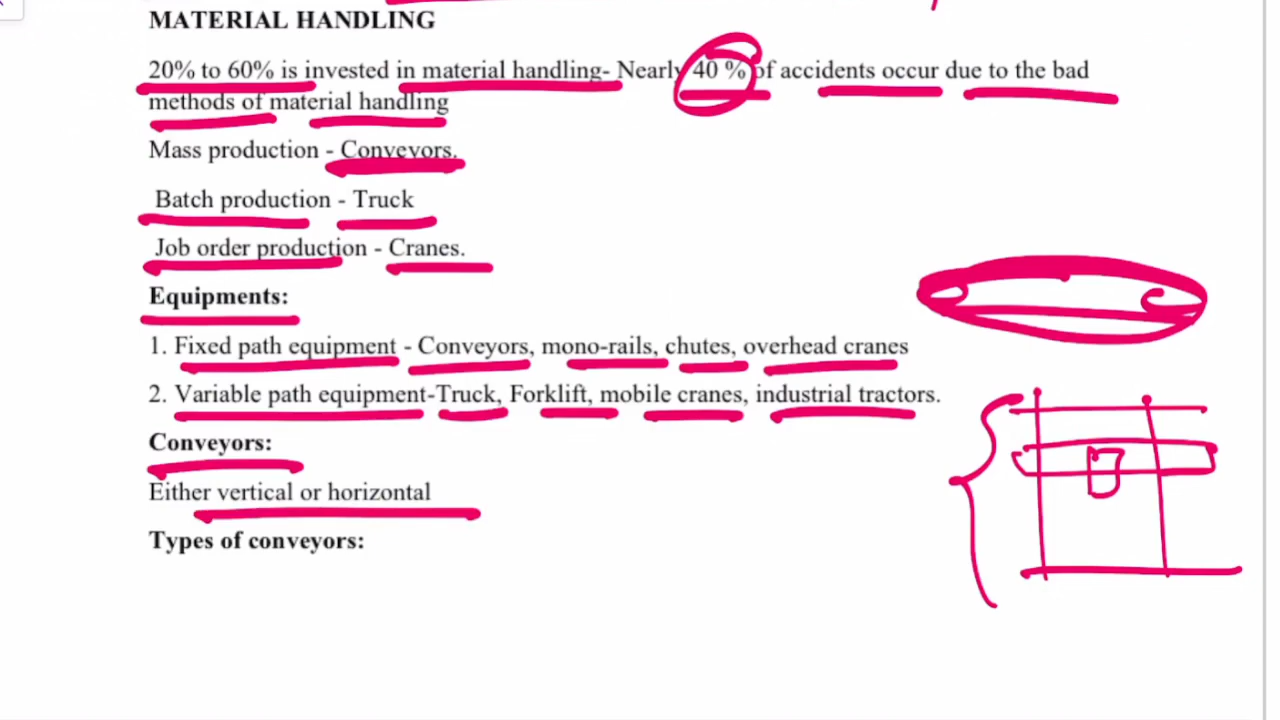 MATERIAL HANDLING
20% to 60% is invested in material handling- Nearly 40 % of accidents occur due to the bad
methods of material handling
Mass production - Conveyors.
Batch production - Truck
Job order production - Cranes.
Equipments:
1. Fixed path equipment - Conveyors, mono-rails, chutes, overhead cranes
2. Variable path equipment-Truck, Forklift, mobile cranes, industrial tractors.
Conveyors:
Either vertical or horizontal
Types of conveyors: